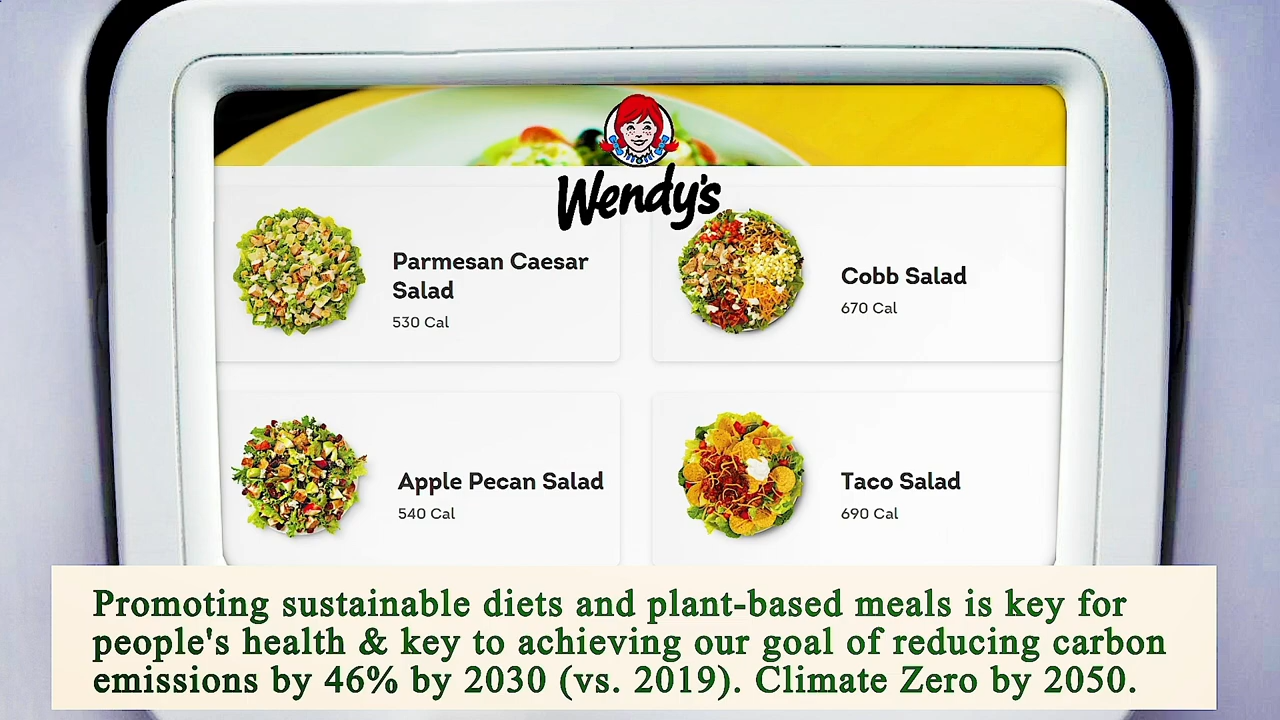 Wendy's
Parmesan Caesar
Salad
530 Cal
Cobb Salad
670 Cal
Apple Pecan Salad
540 Cal
Taco Salad
690 Cal
Promoting sustainable diets and plant-based meals is key for
people's health & key to achieving our goal of reducing carbon
emissions by 46% by 2030 (vs. 2019). Climate Zero by 2050.